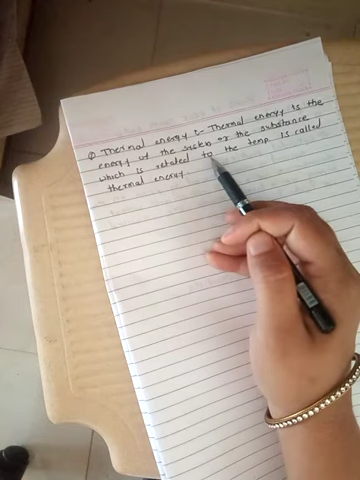 Thermal energy :- Thermal energy is the
energy of the system or the substance
which is related to the temp is called
thermal energy